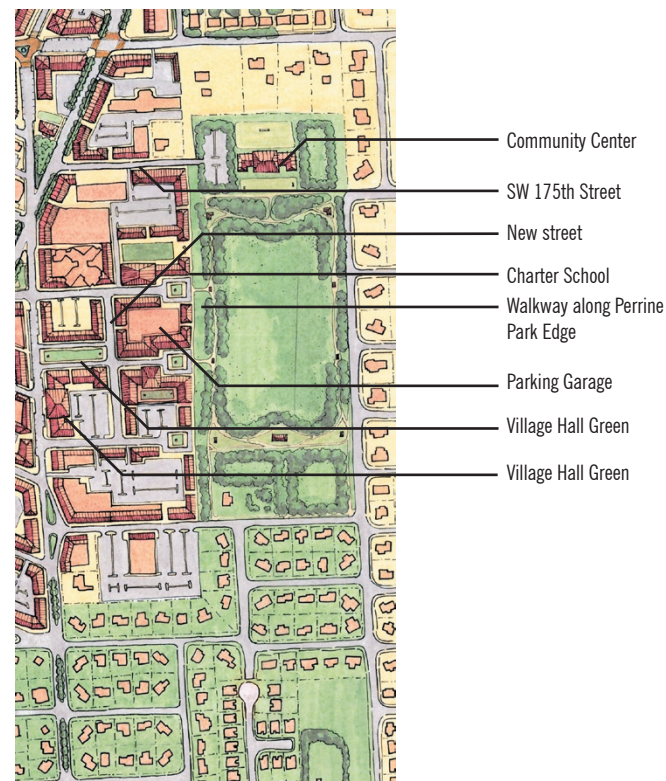 Community Center
SW 175th Street
New street
Charter School
Walkway along Perrine
Park Edge
Parking Garage
Village Hall Green
Village Hall Green